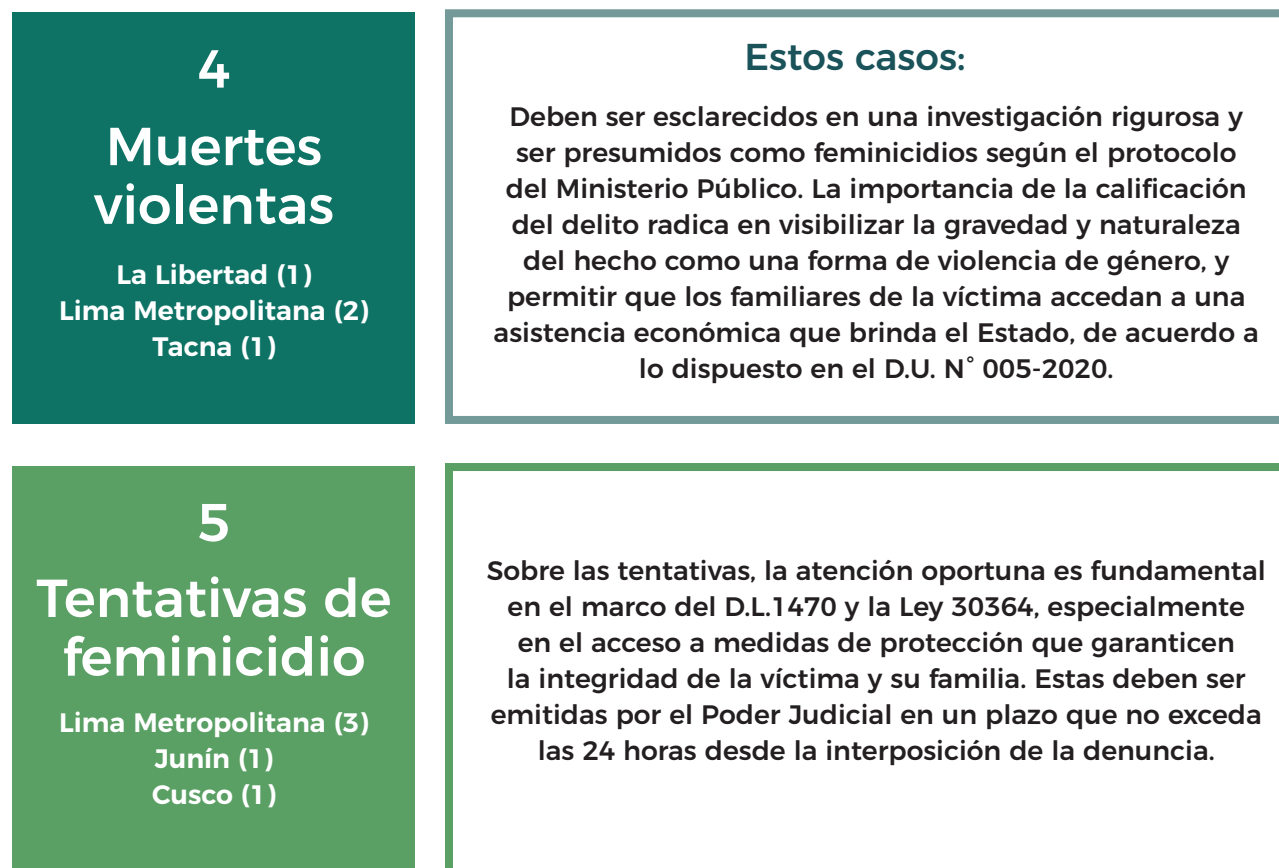 4
Muertes
violentas
La Libertad (1)
Lima Metropolitana (2)
Tacna (1)
Estos casos:
Deben ser esclarecidos en una investigación rigurosa y
ser presumidos como feminicidios según el protocolo
del Ministerio Público. La importancia de la calificación
del delito radica en visibilizar la gravedad y naturaleza
del hecho como una forma de violencia de género, y
permitir que los familiares de la víctima accedan a una
asistencia económica que brinda el Estado, de acuerdo a
lo dispuesto en el D.U. N° 005-2020.
5
Tentativas de
feminicidio
Lima Metropolitana (3)
Junín (1)
Cusco (1)
Sobre las tentativas, la atención oportuna es fundamental
en el marco del D.L.1470 y la Ley 30364, especialmente
en el acceso a medidas de protección que garanticen
la integridad de la víctima y su familia. Estas deben ser
emitidas por el Poder Judicial en un plazo que no exceda
las 24 horas desde la interposición de la denuncia.